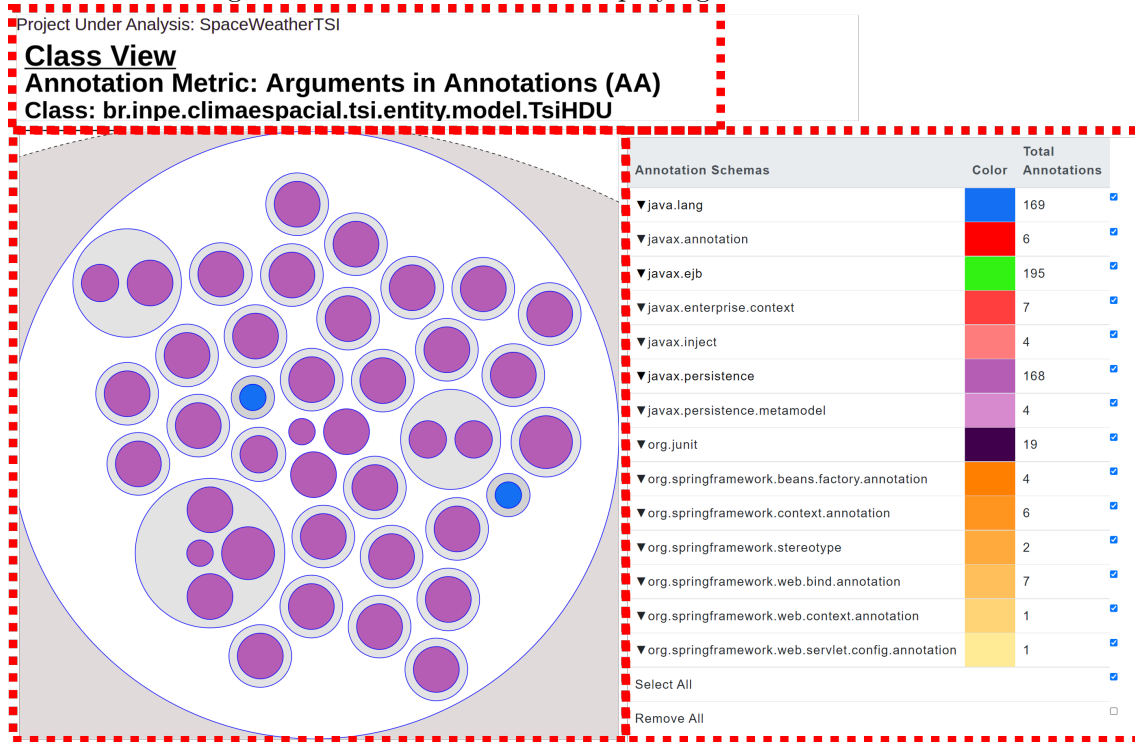 Project Under Analysis: SpaceWeatherTSI
Class View
Annotation Metric: Arguments in Annotations (AA)
Class: br.inpe.climaespacial.tsi.entity.model.TsiHDU
Annotation Schemas Color Total Annotations
▼java.lang 169
▼javax.annotation 6
▼javax.ejb 195
▼javax.enterprise.context 7
▼javax.inject 4
▼javax.persistence 168
▼javax.persistence.metamodel 4
▼org.junit 19
▼org.springframework.beans.factory.annotation 4
▼org.springframework.context.annotation 6
▼org.springframework.stereotype 2
▼org.springframework.web.bind.annotation 7
▼org.springframework.web.context.annotation 1
▼org.springframework.web.servlet.config.annotation 1
Select All
Remove All